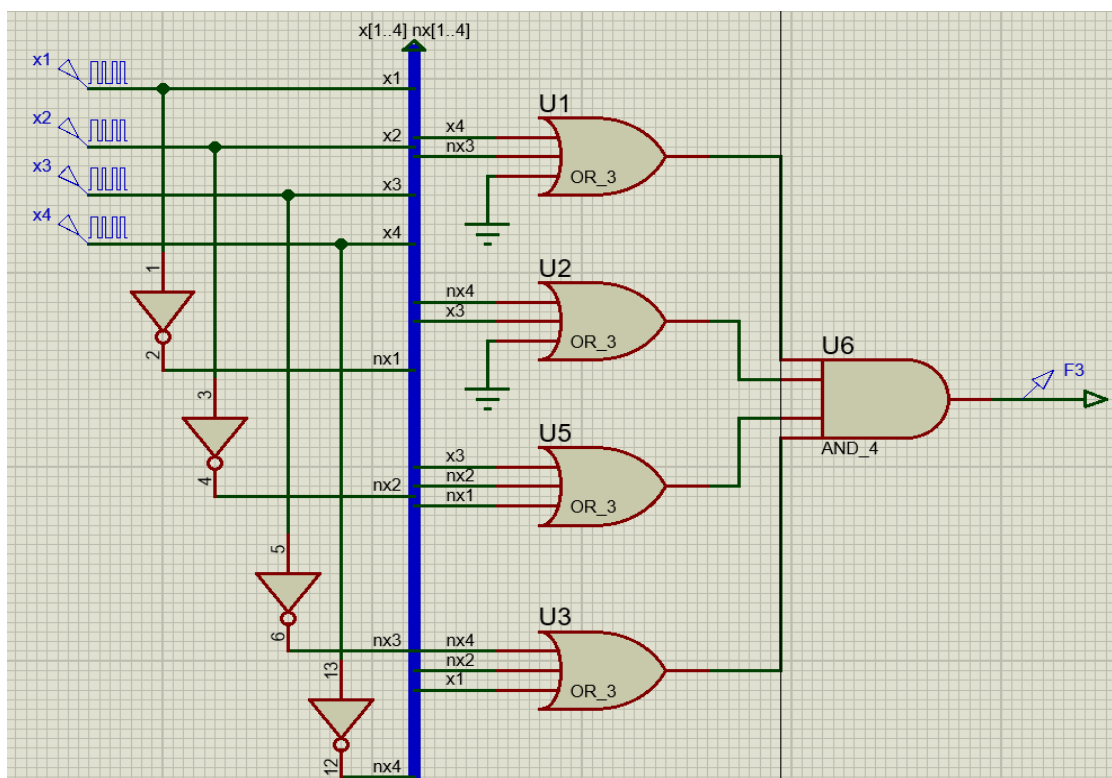 x[1..4] nx[1..4]
x1
x1
x2
x2
x3
x3
x4
x4
1
2
nx1
3
4
nx2
5
6
nx3
13
12
nx4
U1
x4
nx3
OR_3
U2
nx4
x3
OR_3
U5
x3
nx2
nx1
OR_3
U3
nx4
nx2
x1
OR_3
U6
AND_4
F3